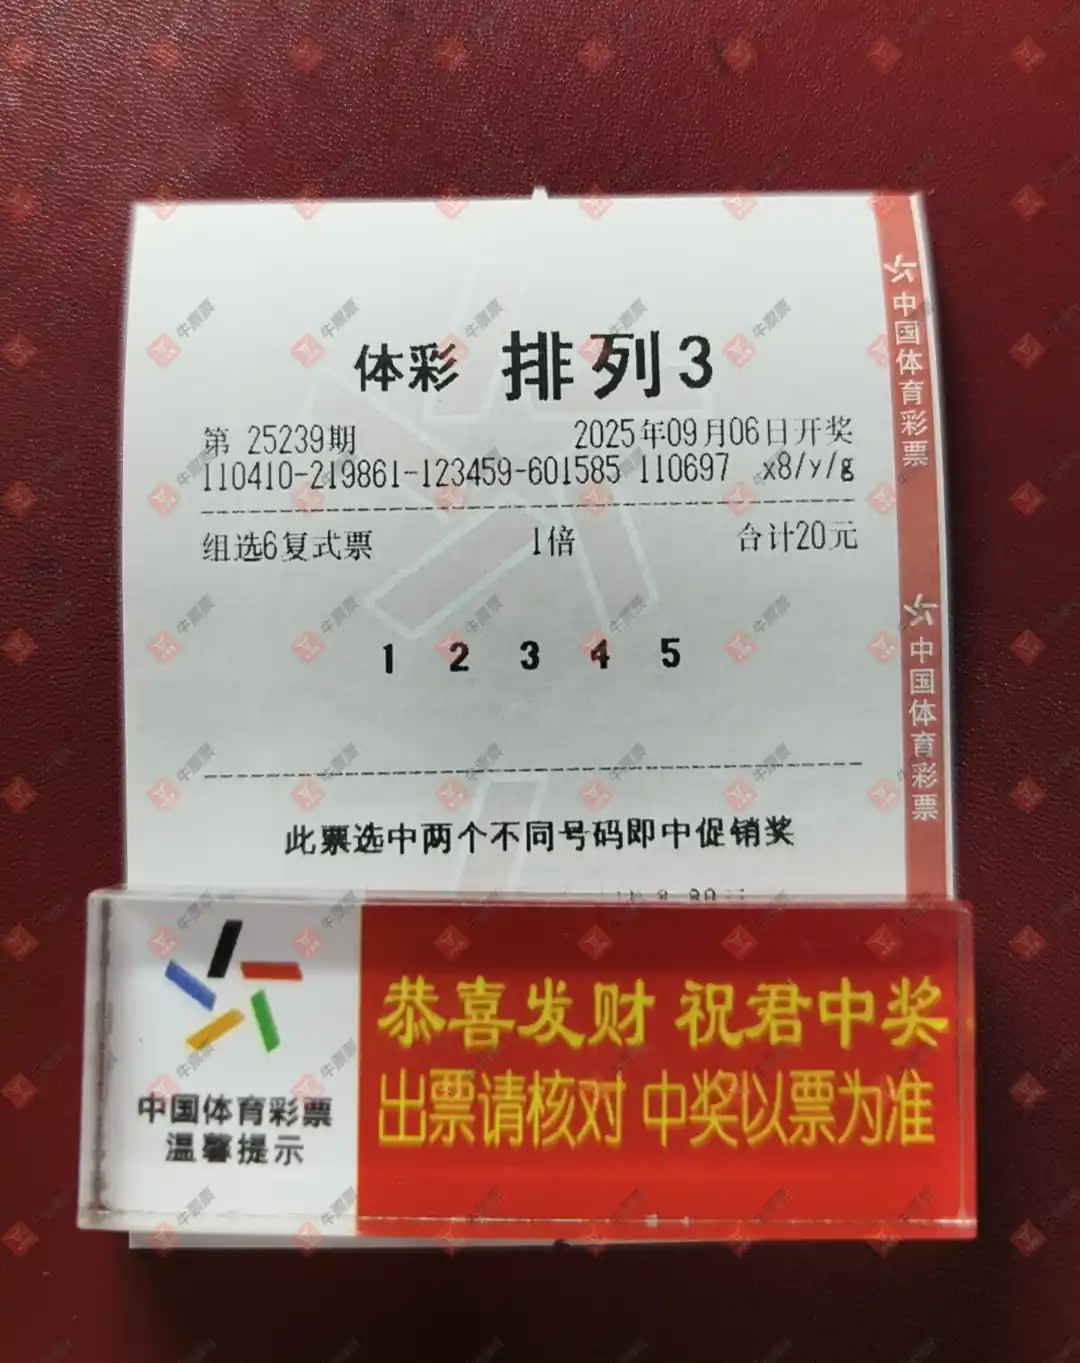 体彩 排列3
第 25239期 2025年09月06日开奖
110410-219861-123459-601585 110697 x8/y/g
组选6复式票 1倍 合计20元
1 2 3 4 5
此票选中两个不同号码即中促销奖
中国体育彩票
中国体育彩票
恭喜发财 祝君中奖
出票请核对 中奖以票为准
中国体育彩票
温馨提示
牛票票